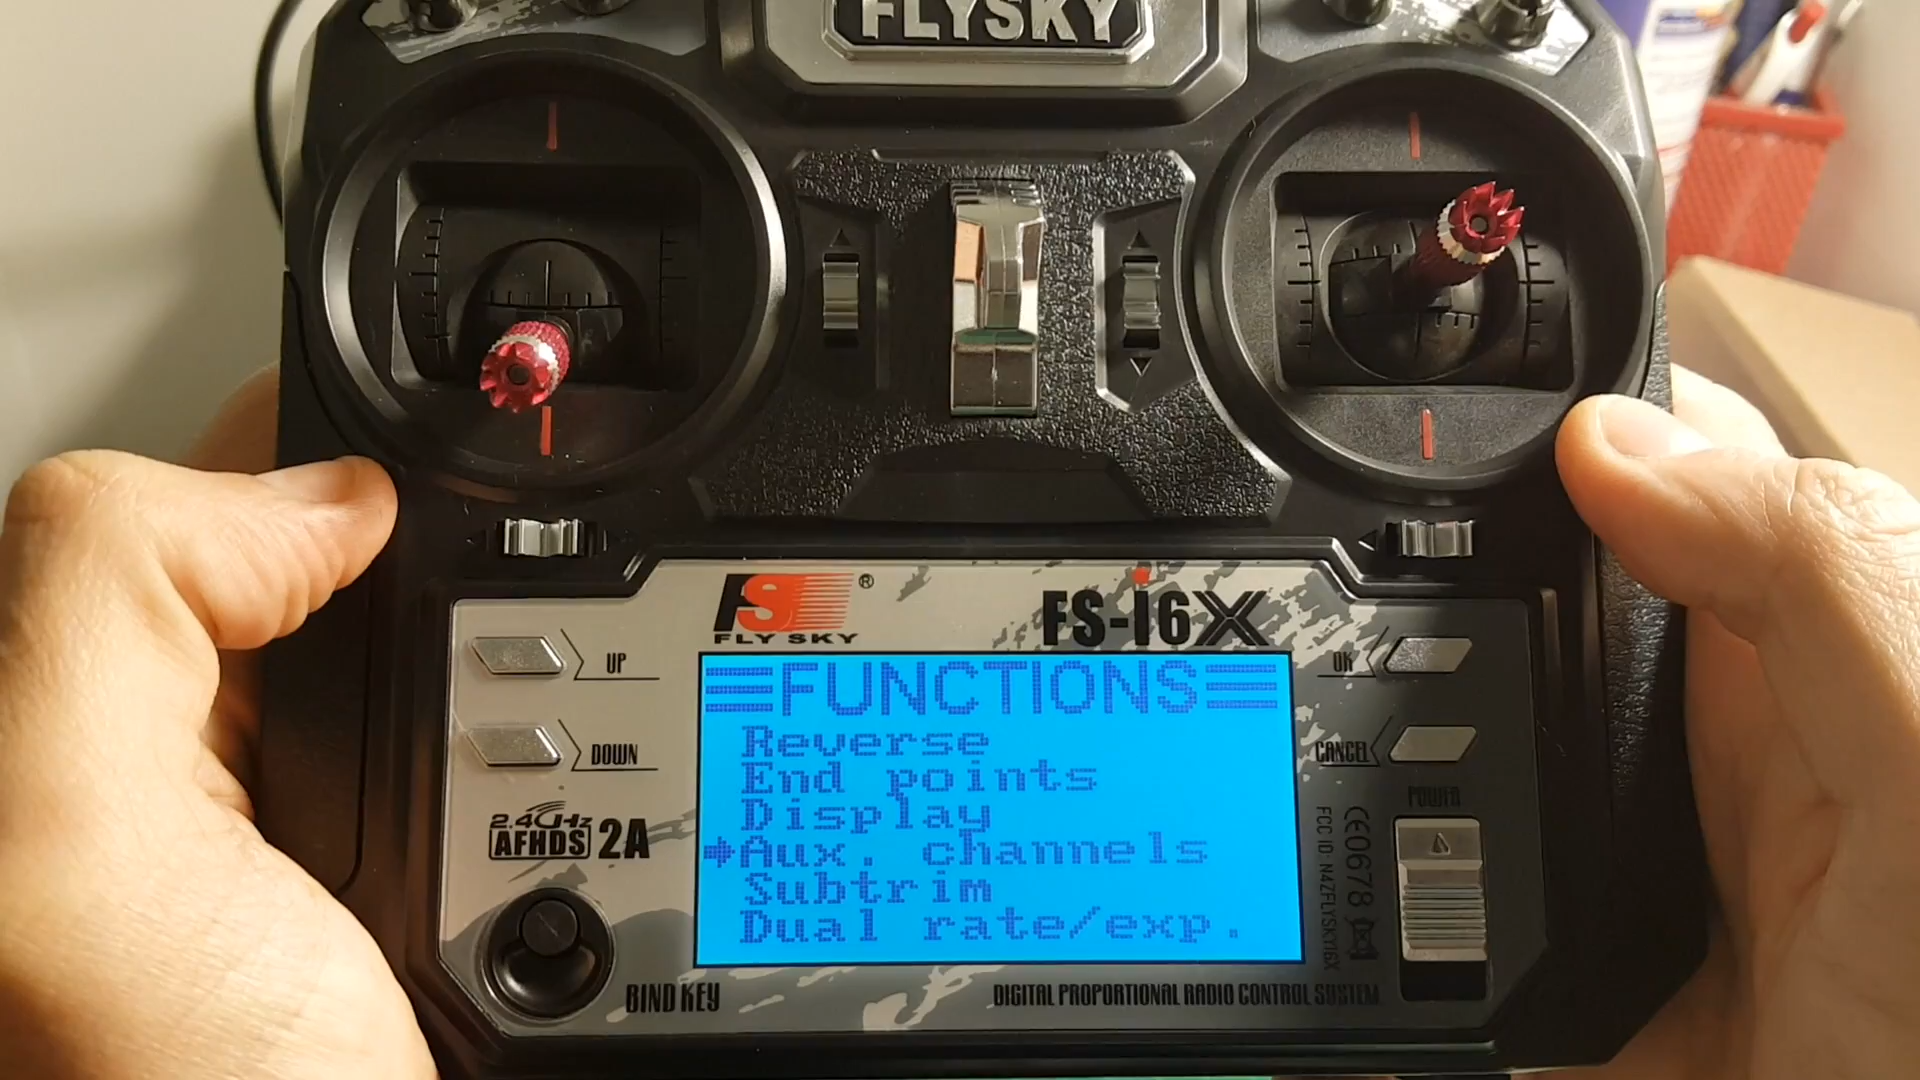 FLYSKY
FS ®
FLY SKY
FS-i6X
UP
DOWN
OK
CANCEL
POWER
FUNCTIONS
Reverse
End points
Display
Aux. channels
Subtrim
Dual rate/exp.
2.4GHz
AFHDS 2A
BIND KEY
CE0678
FCC ID: N4ZFLYSKYI6X
DIGITAL PROPORTIONAL RADIO CONTROL SYSTEM